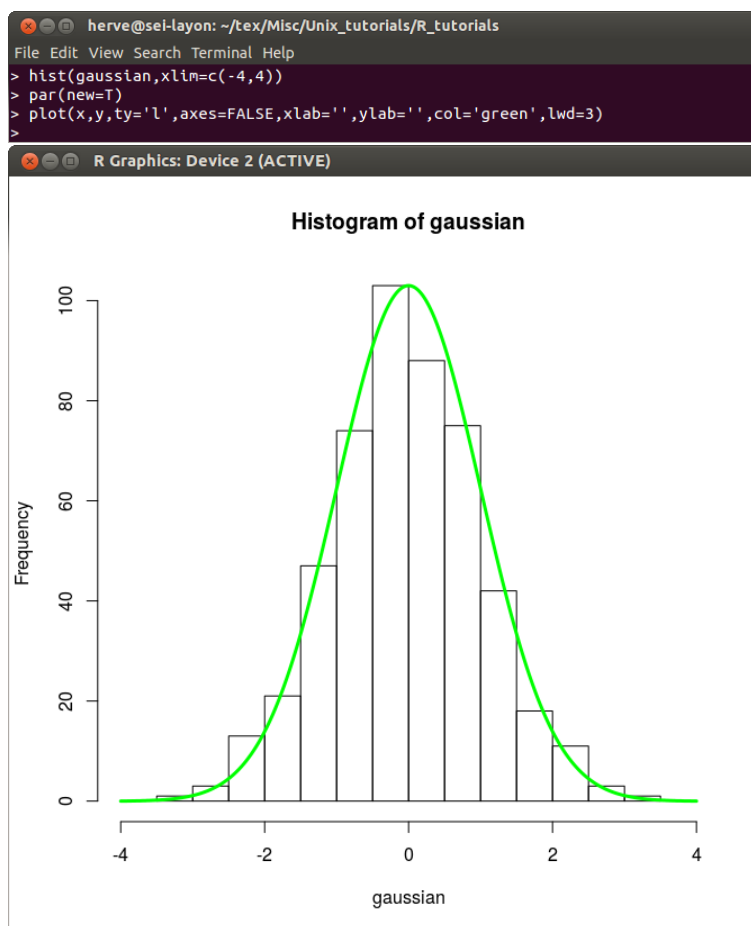 herve@sei-layon: ~/tex/Misc/Unix_tutorials/R_tutorials
File Edit View Search Terminal Help
> hist(gaussian,xlim=c(-4,4))
> par(new=T)
> plot(x,y,ty='l',axes=FALSE,xlab='',ylab='',col='green',lwd=3)
>
R Graphics: Device 2 (ACTIVE)
Histogram of gaussian
100
80
60
40
20
0
Frequency
-4 -2 0 2 4
gaussian